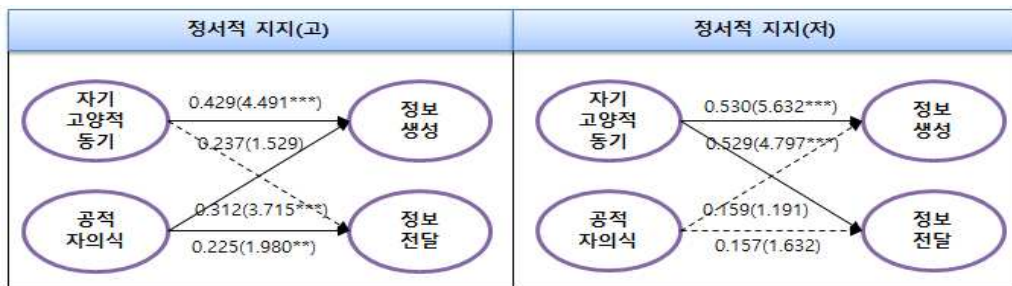 정서적 지지(고)
정서적 지지(저)
자기
고양적
동기
0.429(4.491***)
정보
생성
0.237(1.529)
공적
자의식
0.312(3.715***)
0.225(1.980**)
정보
전달
자기
고양적
동기
0.530(5.632***)
정보
생성
0.529(4.797***)
공적
자의식
0.159(1.191)
0.157(1.632)
정보
전달